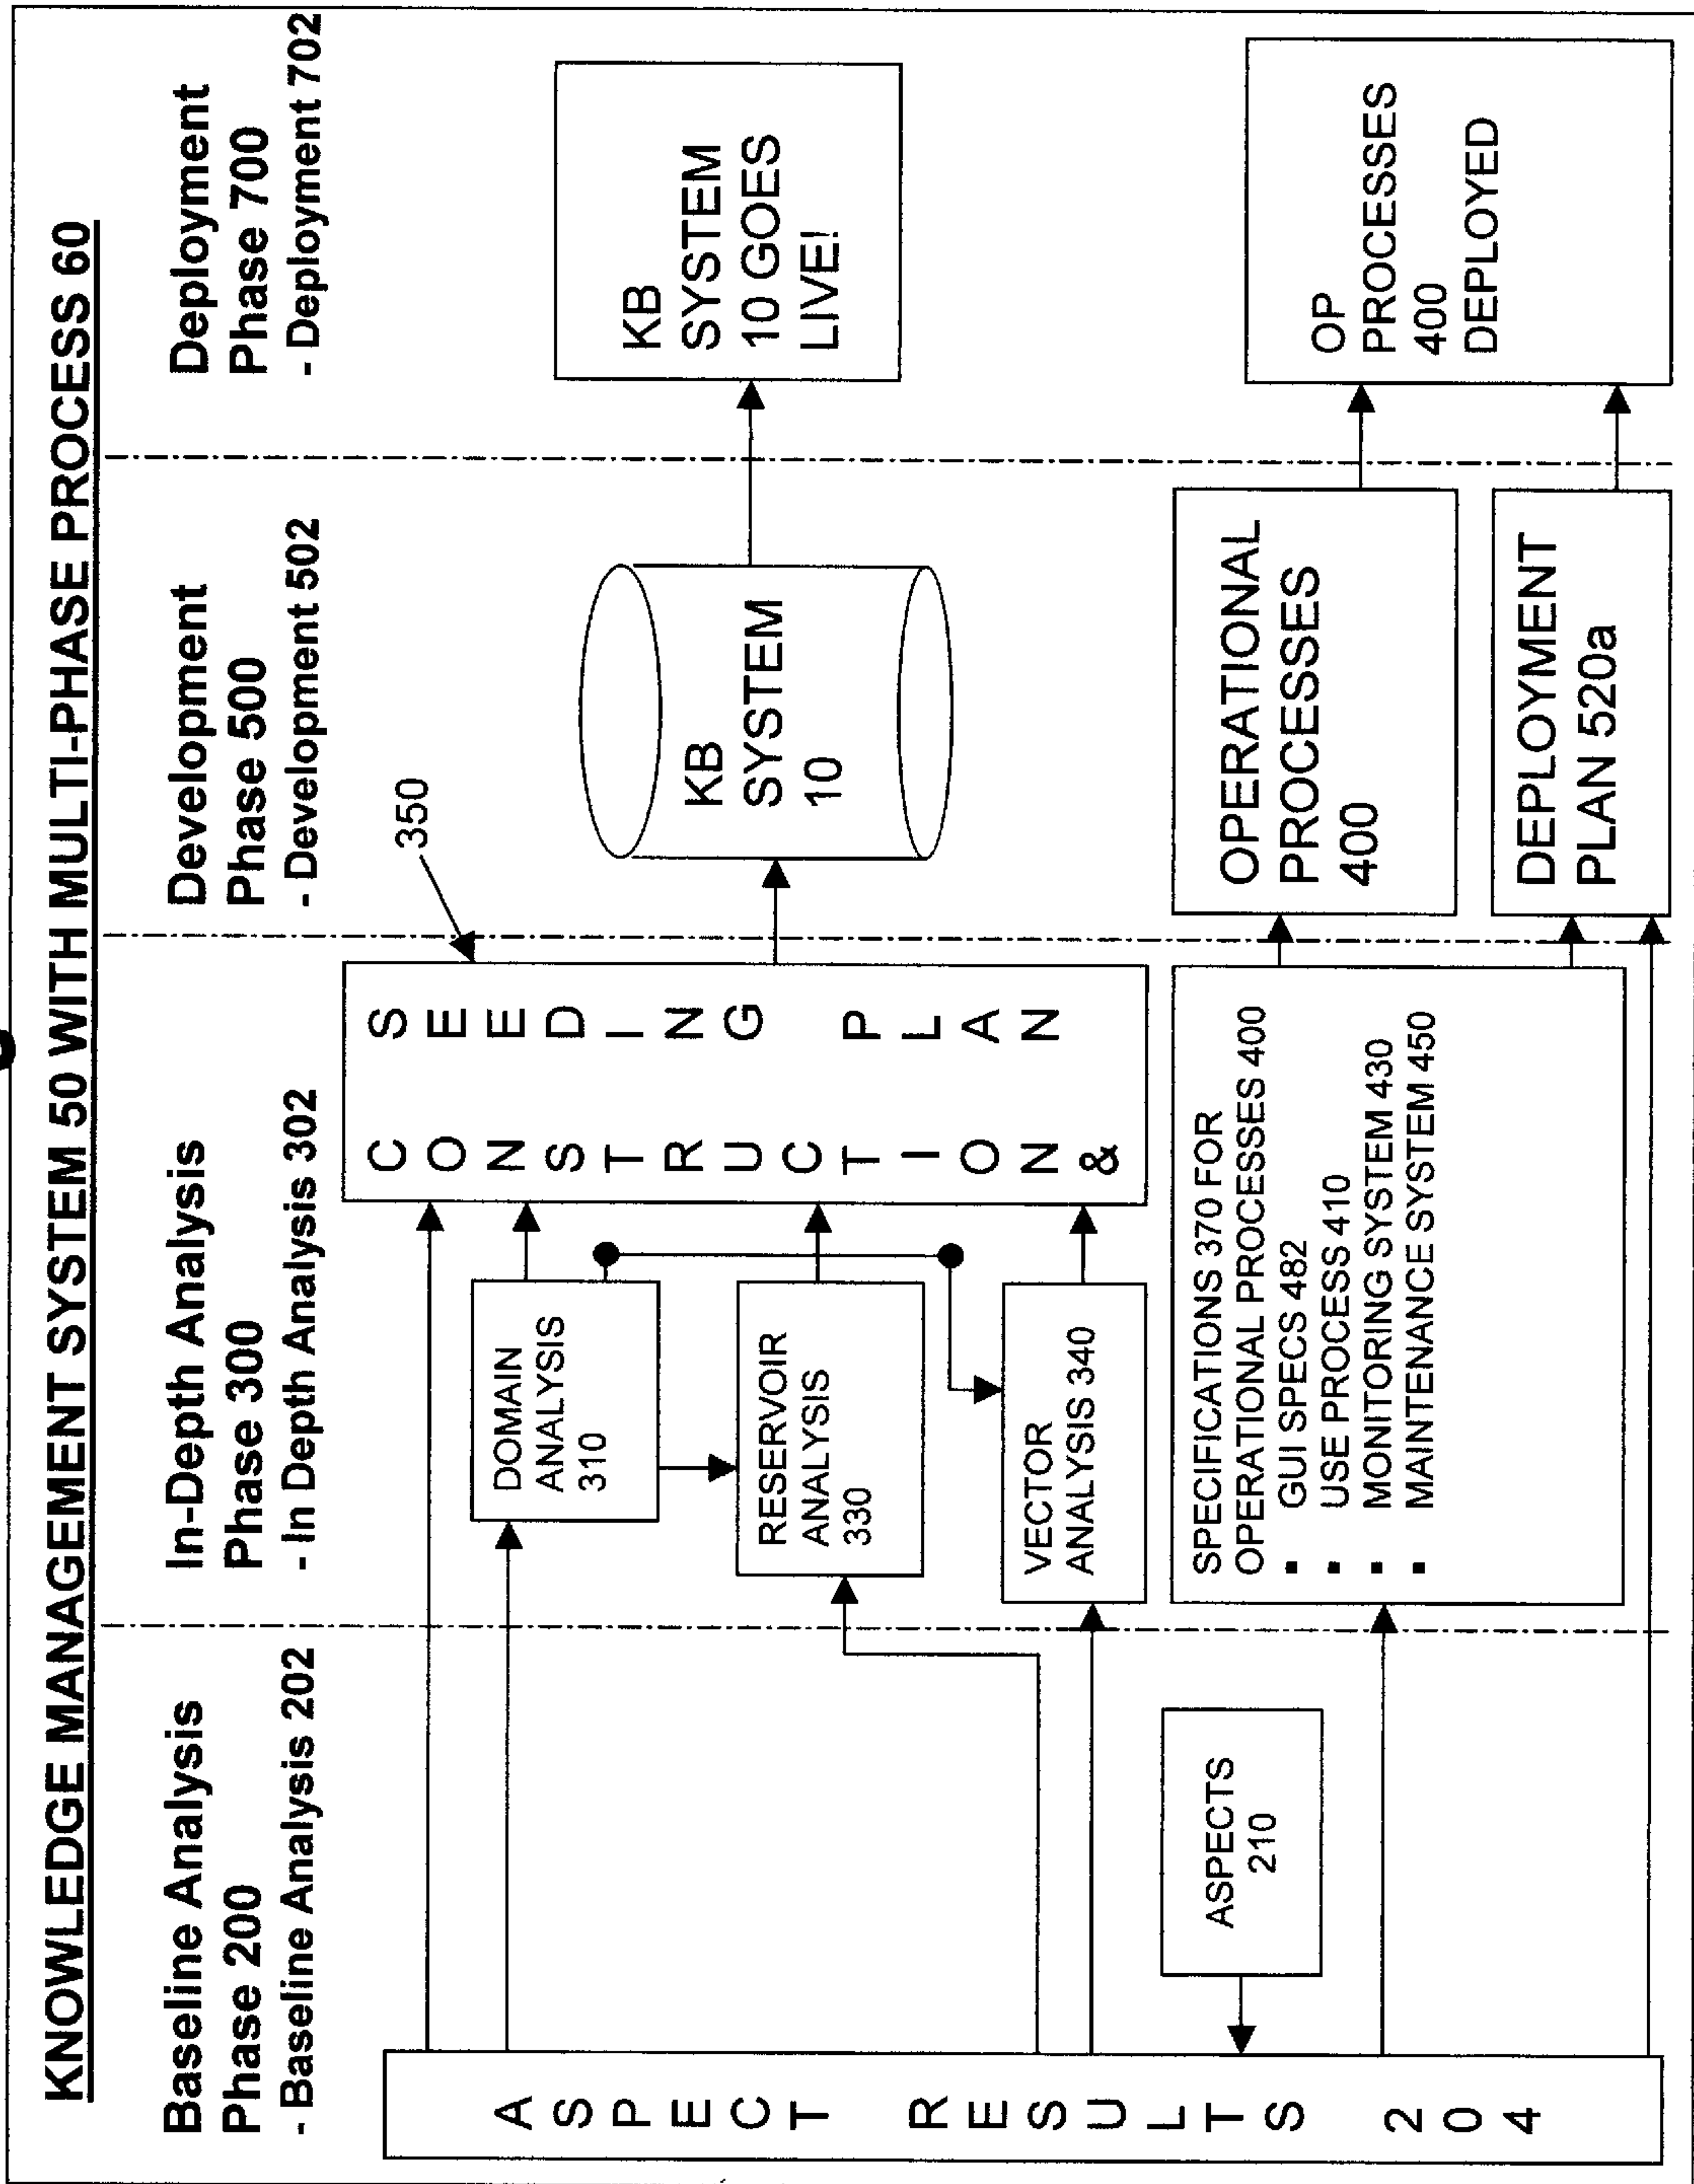 KNOWLEDGE MANAGEMENT SYSTEM 50 WITH MULTI-PHASE PROCESS 60
Baseline Analysis
Phase 200
- Baseline Analysis 202
In-Depth Analysis
Phase 300
- In Depth Analysis 302
Development
Phase 500
- Development 502
Deployment
Phase 700
- Deployment 702
ASPECT RESULTS 204
ASPECTS
210
DOMAIN
ANALYSIS
310
RESERVOIR
ANALYSIS
330
VECTOR
ANALYSIS 340
CONSTRUCTION &
SEEDING PLAN
350
SPECIFICATIONS 370 FOR
OPERATIONAL PROCESSES 400
▪ GUI SPECS 482
▪ USE PROCESS 410
▪ MONITORING SYSTEM 430
▪ MAINTENANCE SYSTEM 450
KB
SYSTEM
10
OPERATIONAL
PROCESSES
400
DEPLOYMENT
PLAN 520a
KB
SYSTEM
10 GOES
LIVE!
OP
PROCESSES
400
DEPLOYED